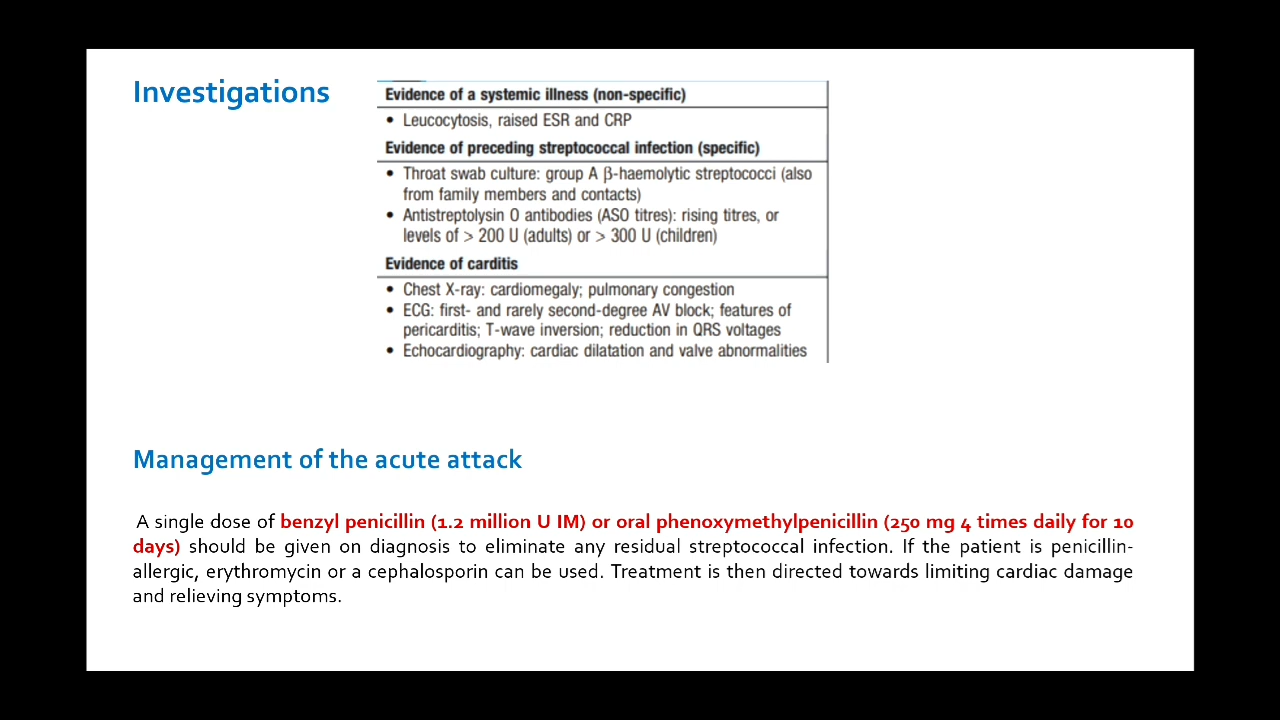 Investigations
Evidence of a systemic illness (non-specific)
• Leucocytosis, raised ESR and CRP
Evidence of preceding streptococcal infection (specific)
• Throat swab culture: group A β-haemolytic streptococci (also
from family members and contacts)
• Antistreptolysin O antibodies (ASO titres): rising titres, or
levels of > 200 U (adults) or > 300 U (children)
Evidence of carditis
• Chest X-ray: cardiomegaly; pulmonary congestion
• ECG: first- and rarely second-degree AV block; features of
pericarditis; T-wave inversion; reduction in QRS voltages
• Echocardiography: cardiac dilatation and valve abnormalities
Management of the acute attack
A single dose of benzyl penicillin (1.2 million U IM) or oral phenoxymethylpenicillin (250 mg 4 times daily for 10
days) should be given on diagnosis to eliminate any residual streptococcal infection. If the patient is penicillin-
allergic, erythromycin or a cephalosporin can be used. Treatment is then directed towards limiting cardiac damage
and relieving symptoms.